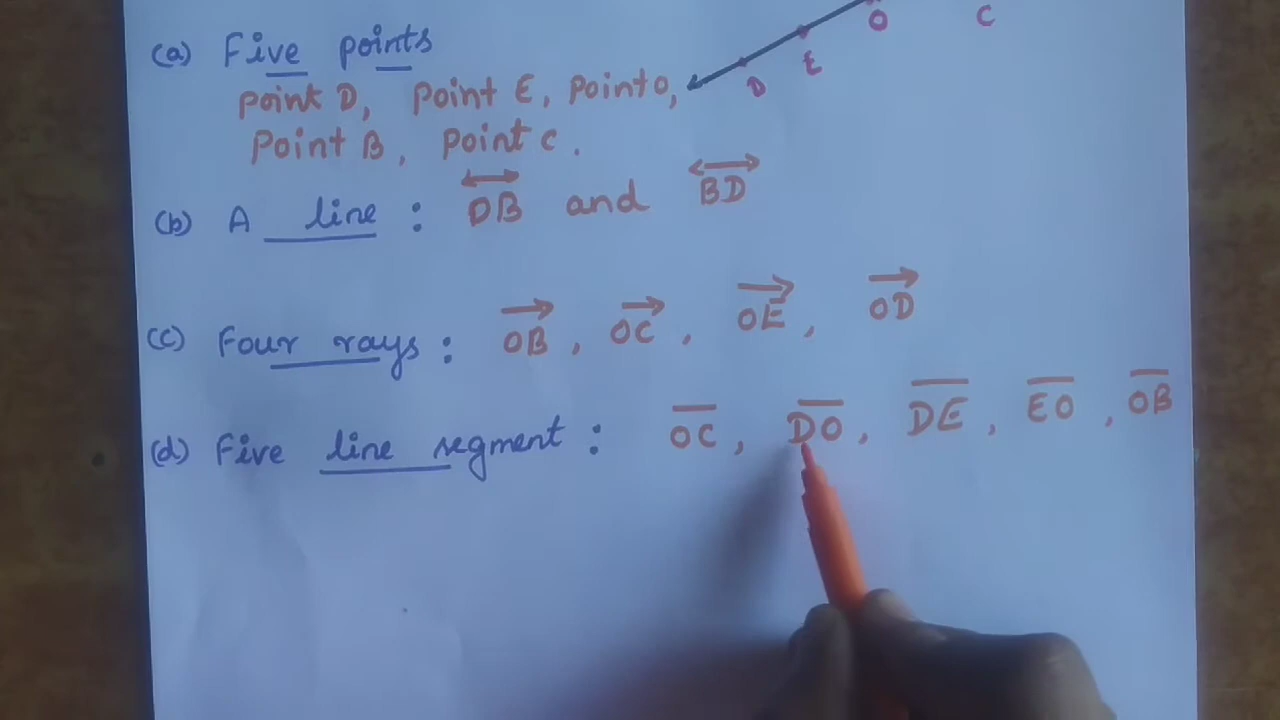 O C
(a) Five points E
D
Point D, Point E, Point O,
Point B, Point C.
(b) A line : DB and BD
(c) Four rays : OB, OC, OE, OD
(d) Five line segment : OC, DO, DE, EO, OB